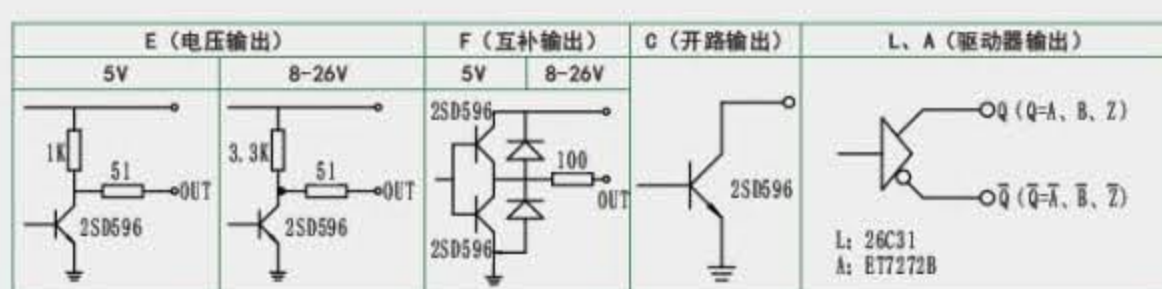 E（电压输出）
F（互补输出）
C（开路输出）
L、A（驱动器输出）
5V
8-26V
5V
8-26V
1K
51
OUT
2SD596
3.3K
51
OUT
2SD596
2SD596
100
OUT
2SD596
2SD596
Q（Q=A、B、Z）
Q̅（Q̅=A̅、B̅、Z̅）
L: 26C31
A: ET7272B